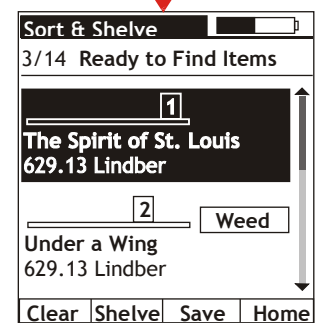 Sort & Shelve
3/14 Ready to Find Items
1
The Spirit of St. Louis
629.13 Lindber
2
Weed
Under a Wing
629.13 Lindber
Clear Shelve Save Home